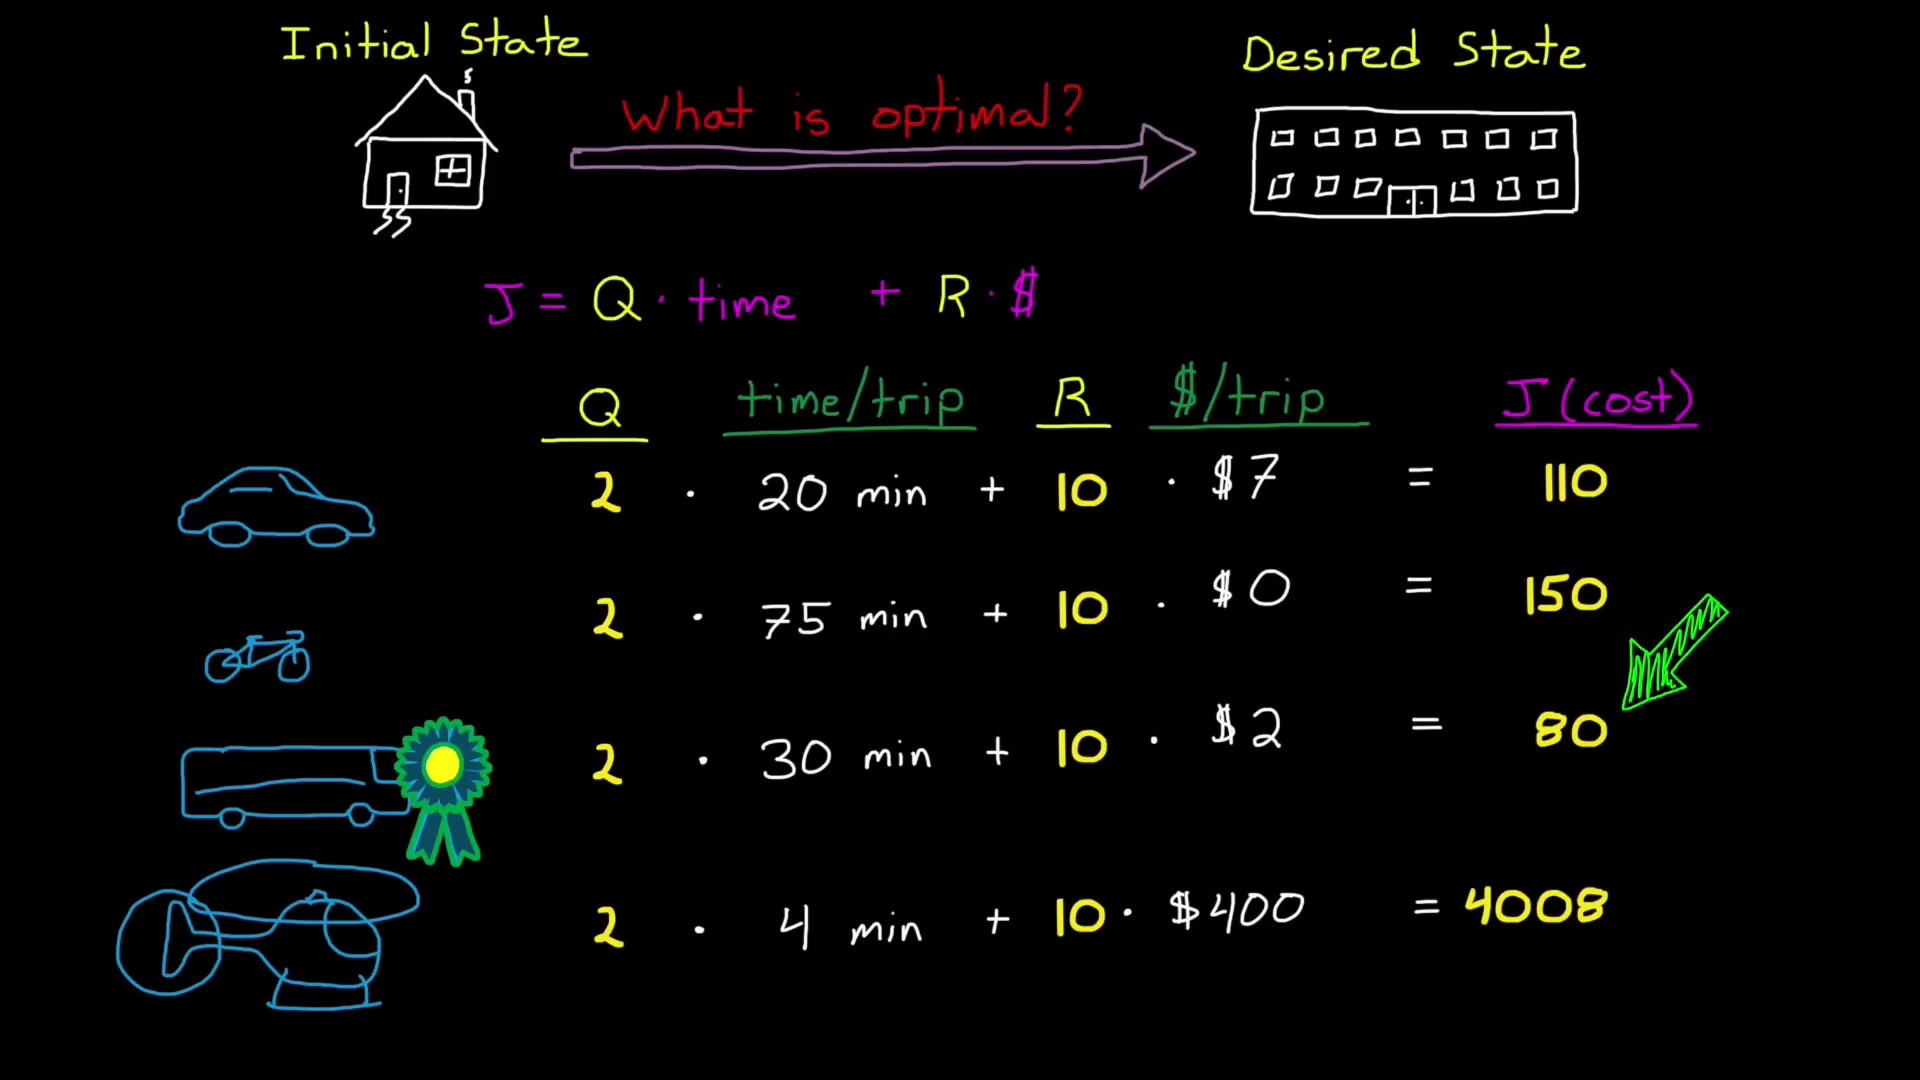 Initial State
Desired State
What is optimal?
J = Q · time + R · $
Q time/trip R $/trip J (cost)
2 · 20 min + 10 · $7 = 110
2 · 75 min + 10 · $0 = 150
2 · 30 min + 10 · $2 = 80
2 · 4 min + 10 · $400 = 4008